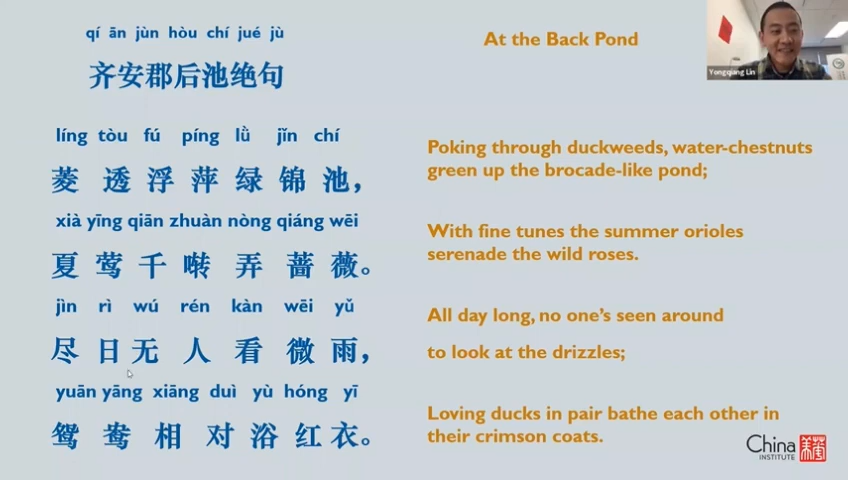 qí ān jùn hòu chí jué jù
齐安郡后池绝句
líng tòu fú píng lǜ jǐn chí
菱透浮萍绿锦池，
xià yīng qiān zhuàn nòng qiáng wēi
夏莺千啭弄蔷薇。
jìn rì wú rén kàn wēi yǔ
尽日无人看微雨，
yuān yāng xiāng duì yù hóng yī
鸳鸯相对浴红衣。
At the Back Pond
Poking through duckweeds, water-chestnuts
green up the brocade-like pond;
With fine tunes the summer orioles
serenade the wild roses.
All day long, no one's seen around
to look at the drizzles;
Loving ducks in pair bathe each other in
their crimson coats.
Yongqiang Lin
China
INSTITUTE